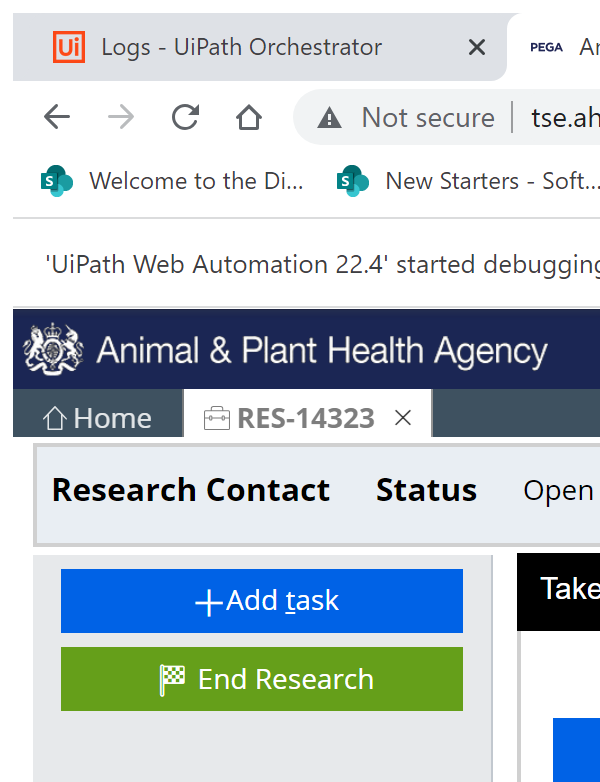 Ui Logs - UiPath Orchestrator
PEGA
Not secure tse.ah
S Welcome to the Di... S New Starters - Soft...
'UiPath Web Automation 22.4' started debugging
Animal & Plant Health Agency
Home RES-14323
Research Contact Status Open
Add task
Take
End Research